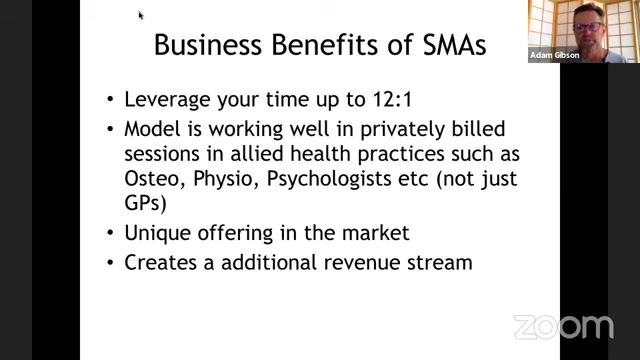 Business Benefits of SMAs
Adam Gibson
• Leverage your time up to 12:1
• Model is working well in privately billed
sessions in allied health practices such as
Osteo, Physio, Psychologists etc (not just
GPs)
• Unique offering in the market
• Creates a additional revenue stream
zoom